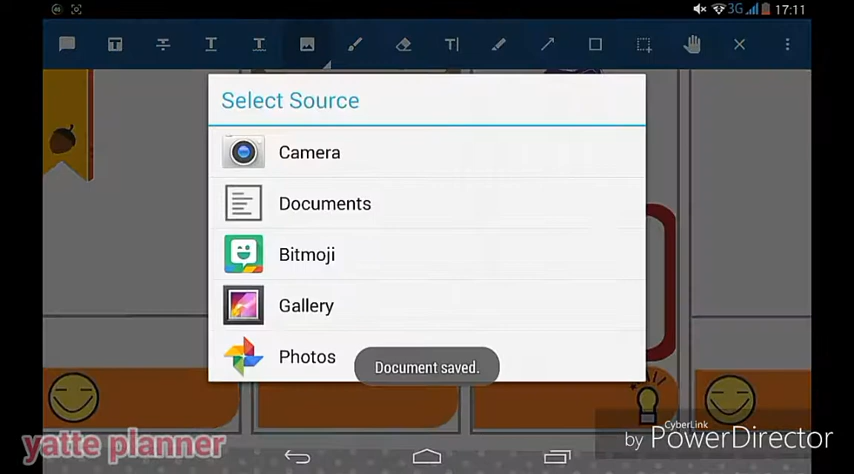 3G 17:11
T
T
T
T
Select Source
Camera
Documents
Bitmoji
Gallery
Photos
Document saved.
yatte planner
CyberLink
by PowerDirector